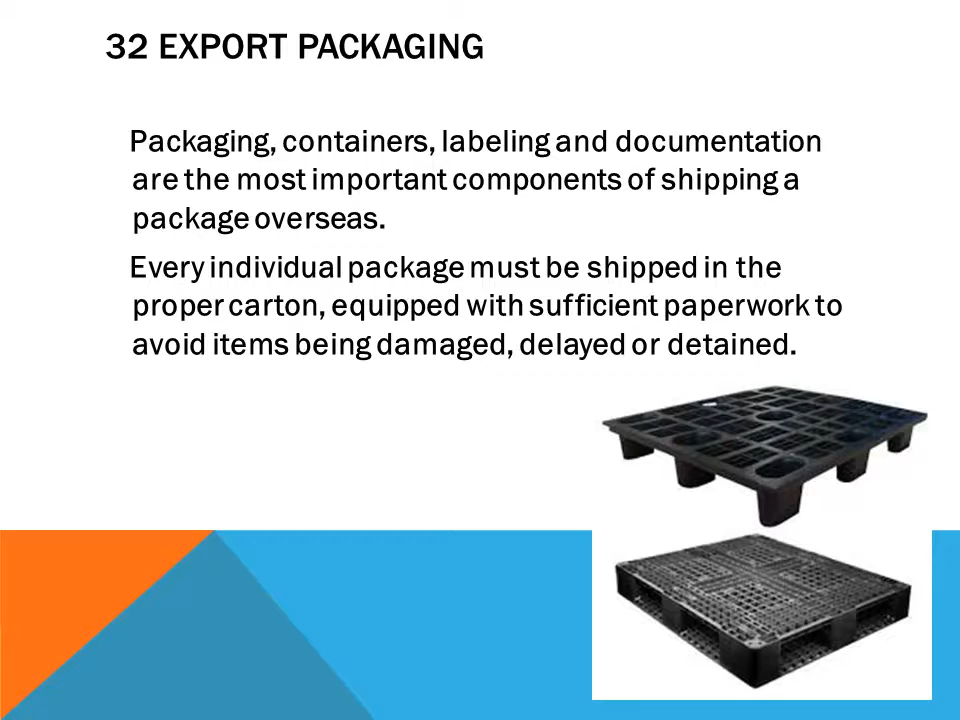 32 EXPORT PACKAGING
Packaging, containers, labeling and documentation
are the most important components of shipping a
package overseas.
Every individual package must be shipped in the
proper carton, equipped with sufficient paperwork to
avoid items being damaged, delayed or detained.